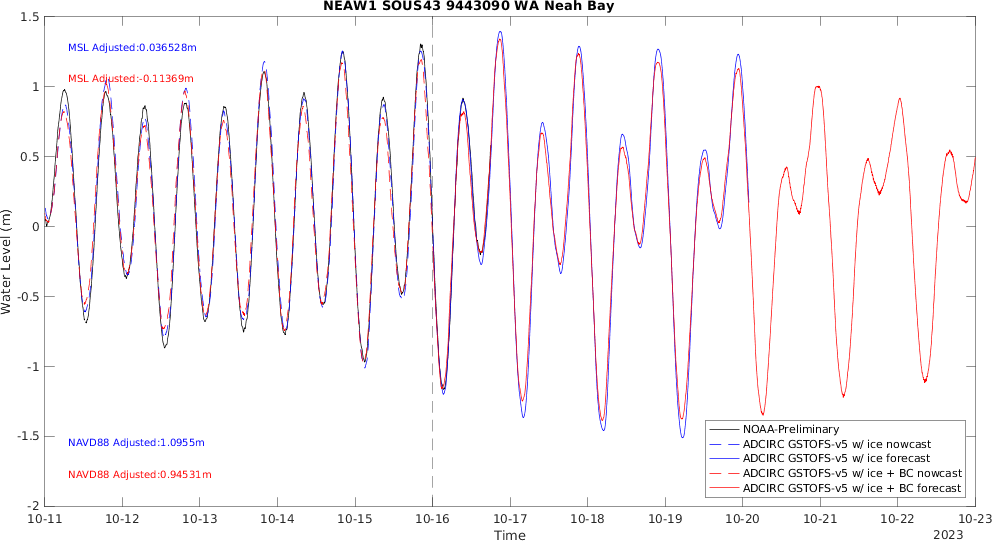 NEAW1 SOUS43 9443090 WA Neah Bay
MSL Adjusted:0.036528m
MSL Adjusted:-0.11369m
NAVD88 Adjusted:1.0955m
NAVD88 Adjusted:0.94531m
Water Level (m)
1.5
1
0.5
0
-0.5
-1
-1.5
-2
NOAA-Preliminary
ADCIRC GSTOFS-v5 w/ ice nowcast
ADCIRC GSTOFS-v5 w/ ice forecast
ADCIRC GSTOFS-v5 w/ ice + BC nowcast
ADCIRC GSTOFS-v5 w/ ice + BC forecast
10-11 10-12 10-13 10-14 10-15 10-16 10-17 10-18 10-19 10-20 10-21 10-22 10-23
Time
2023